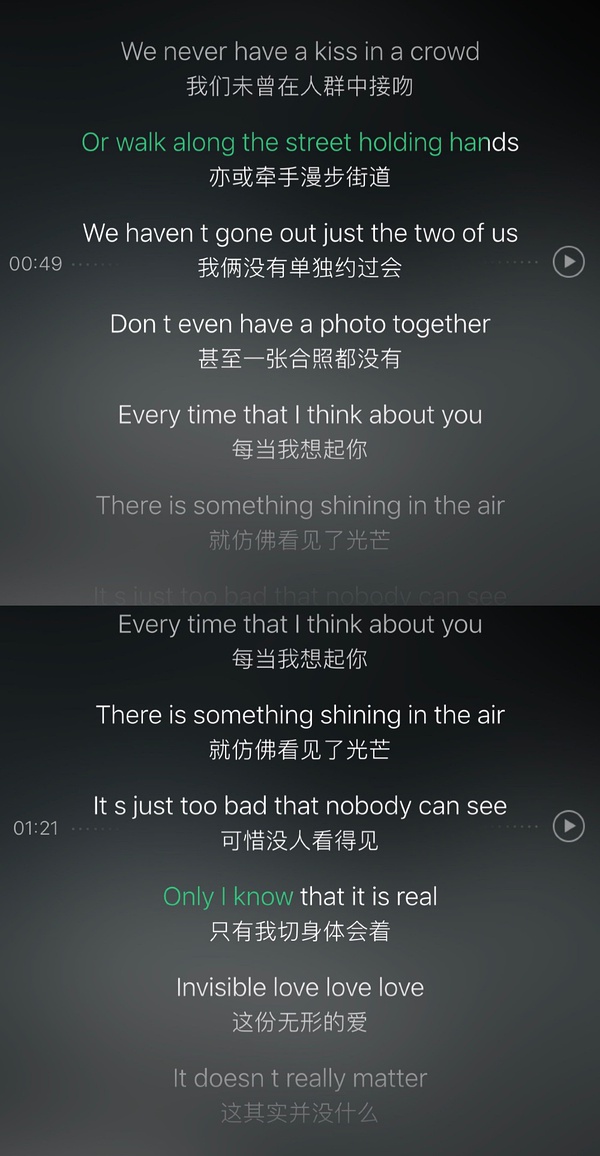 We never have a kiss in a crowd
我们未曾在人群中接吻
Or walk along the street holding hands
亦或牵手漫步街道
We haven t gone out just the two of us
00:49
我俩没有单独约过会
Don t even have a photo together
甚至一张合照都没有
Every time that I think about you
每当我想起你
There is something shining in the air
就仿佛看见了光芒
It s just too bad that nobody can see
Every time that I think about you
每当我想起你
There is something shining in the air
就仿佛看见了光芒
It s just too bad that nobody can see
01:21
可惜没人看得见
Only I know that it is real
只有我切身体会着
Invisible love love love
这份无形的爱
It doesn t really matter
这其实并没什么